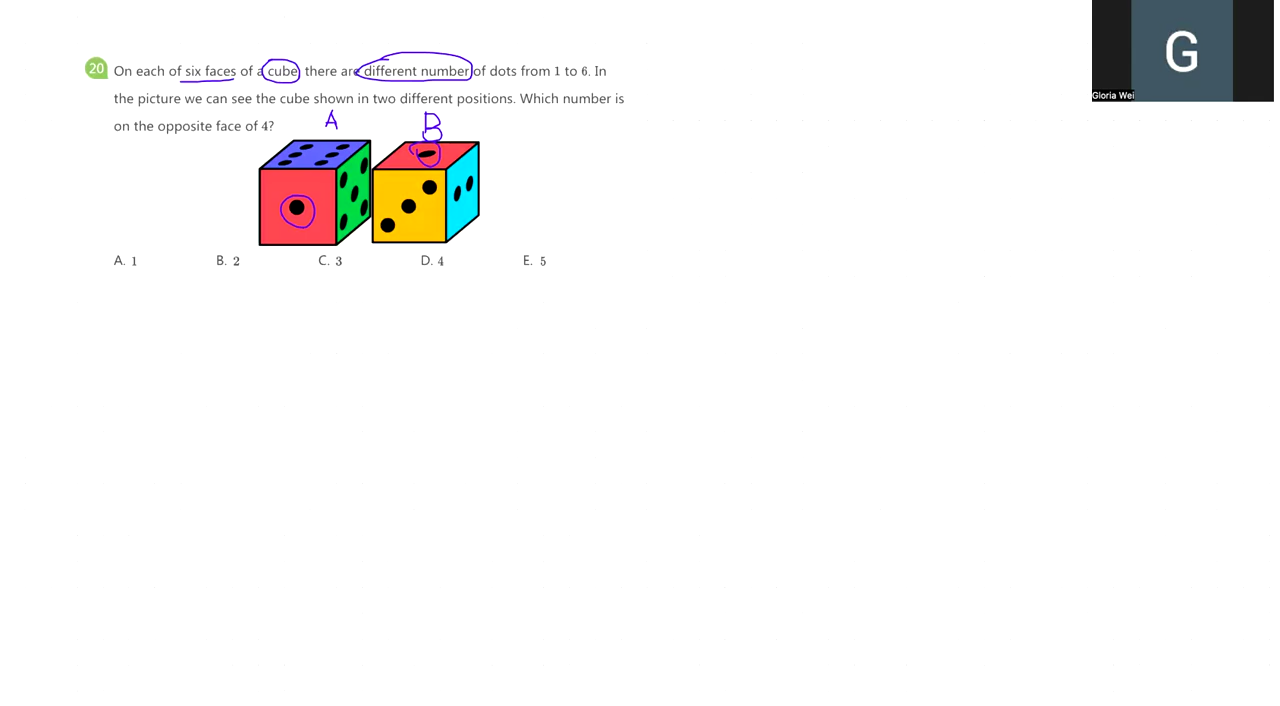 G
Gloria Wei
20 On each of six faces of a cube there are different number of dots from 1 to 6. In
the picture we can see the cube shown in two different positions. Which number is
on the opposite face of 4?
A B
A. 1 B. 2 C. 3 D. 4 E. 5